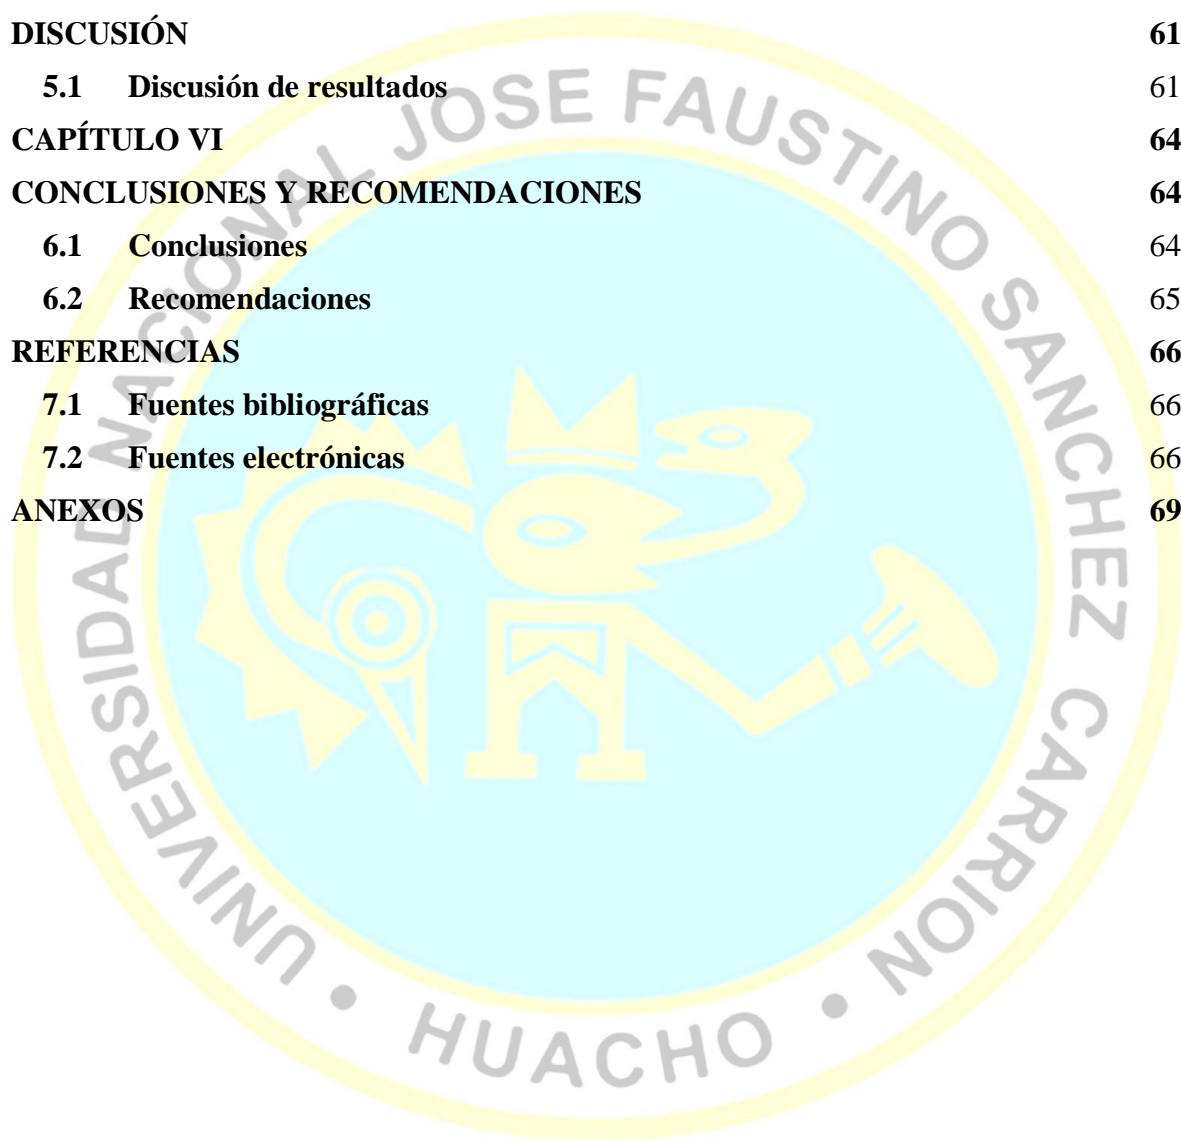 DISCUSIÓN 61
5.1 Discusión de resultados 61
CAPÍTULO VI 64
CONCLUSIONES Y RECOMENDACIONES 64
6.1 Conclusiones 64
6.2 Recomendaciones 65
REFERENCIAS 66
7.1 Fuentes bibliográficas 66
7.2 Fuentes electrónicas 66
ANEXOS 69
UNIVERSIDAD NACIONAL JOSE FAUSTINO SANCHEZ CARRION
• HUACHO •